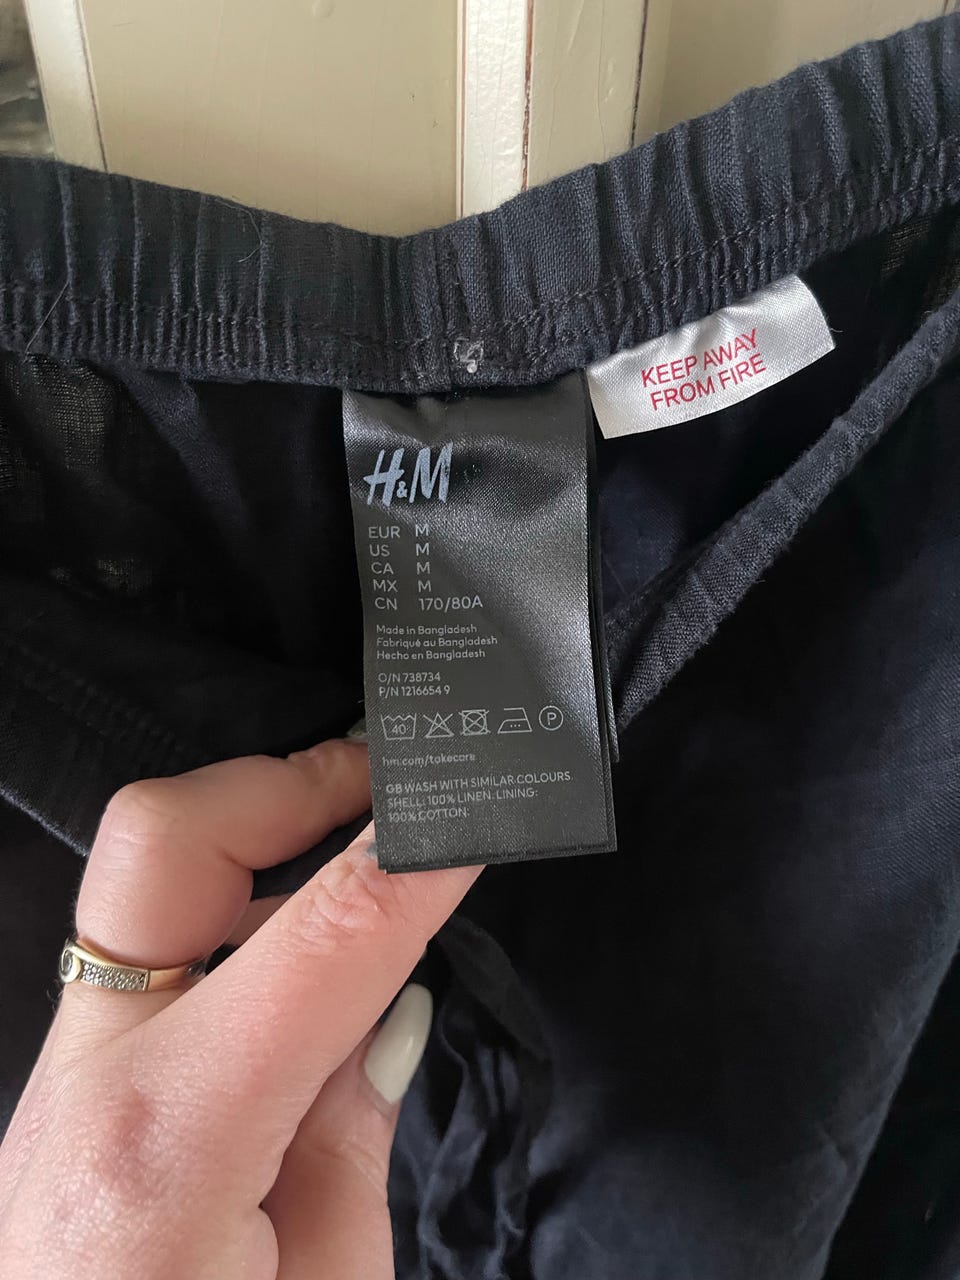 KEEP AWAY
FROM FIRE
H&M
EUR M
US M
CA M
MX M
CN 170/80A
Made in Bangladesh
Fabriqué au Bangladesh
Hecho en Bangladesh
O/N 738734
P/N 1216654 9
40°
P
hm.com/takecare
GB WASH WITH SIMILAR COLOURS.
SHELL: 100% LINEN. LINING:
100% COTTON.